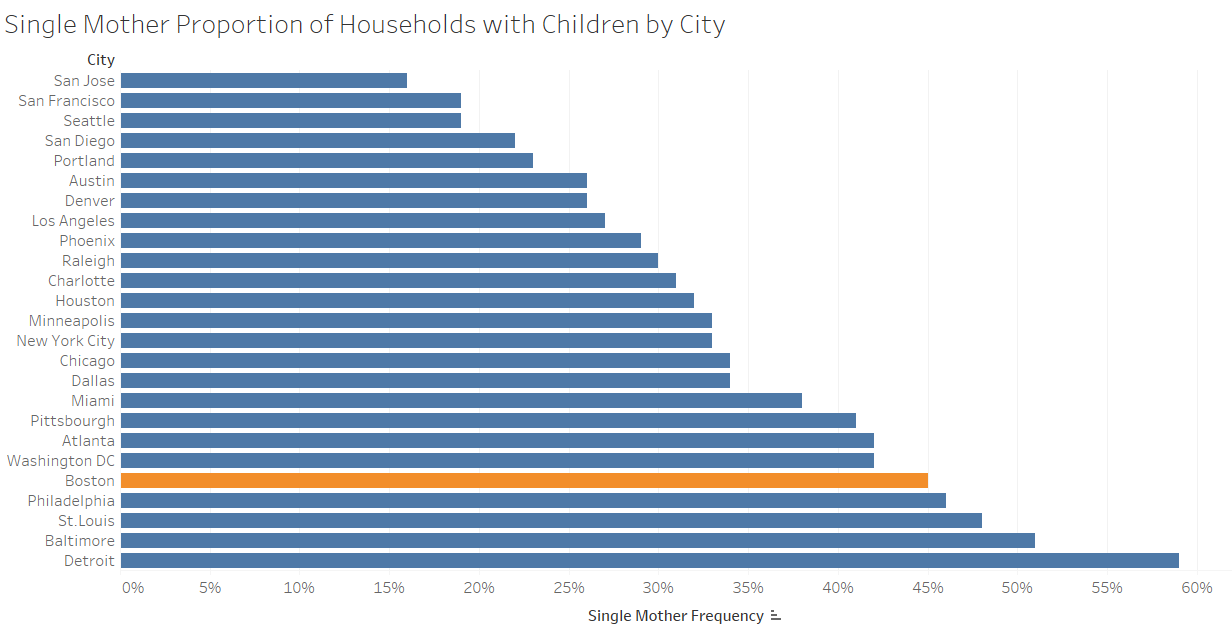 Single Mother Proportion of Households with Children by City
City
San Jose
San Francisco
Seattle
San Diego
Portland
Austin
Denver
Los Angeles
Phoenix
Raleigh
Charlotte
Houston
Minneapolis
New York City
Chicago
Dallas
Miami
Pittsbourgh
Atlanta
Washington DC
Boston
Philadelphia
St.Louis
Baltimore
Detroit
0% 5% 10% 15% 20% 25% 30% 35% 40% 45% 50% 55% 60%
Single Mother Frequency